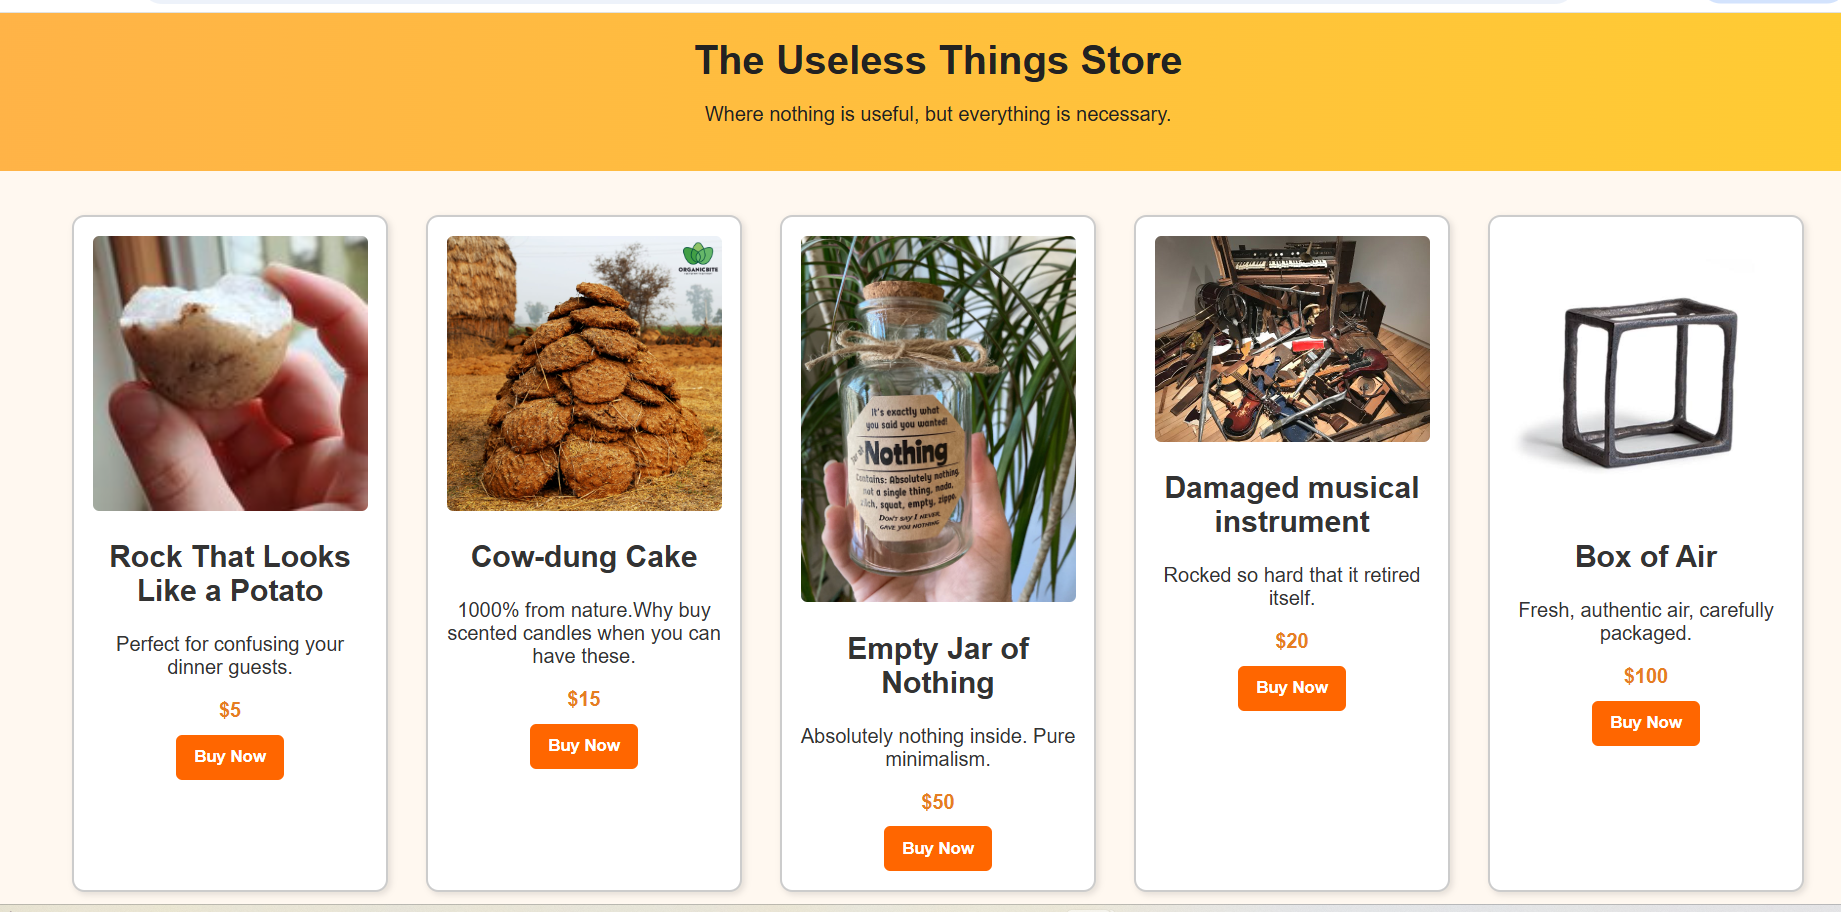 The Useless Things Store
Where nothing is useful, but everything is necessary.
ORGANICBITE
Rock That Looks
Like a Potato
Perfect for confusing your
dinner guests.
$5
Buy Now
Cow-dung Cake
1000% from nature.Why buy
scented candles when you can
have these.
$15
Buy Now
It's exactly what
you said you wanted!
Nothing
Contains: Absolutely nothing,
not a single thing, nada,
zilch, squat, empty, zippo.
Don't say I never
gave you nothing
Empty Jar of
Nothing
Absolutely nothing inside. Pure
minimalism.
$50
Buy Now
Damaged musical
instrument
Rocked so hard that it retired
itself.
$20
Buy Now
Box of Air
Fresh, authentic air, carefully
packaged.
$100
Buy Now